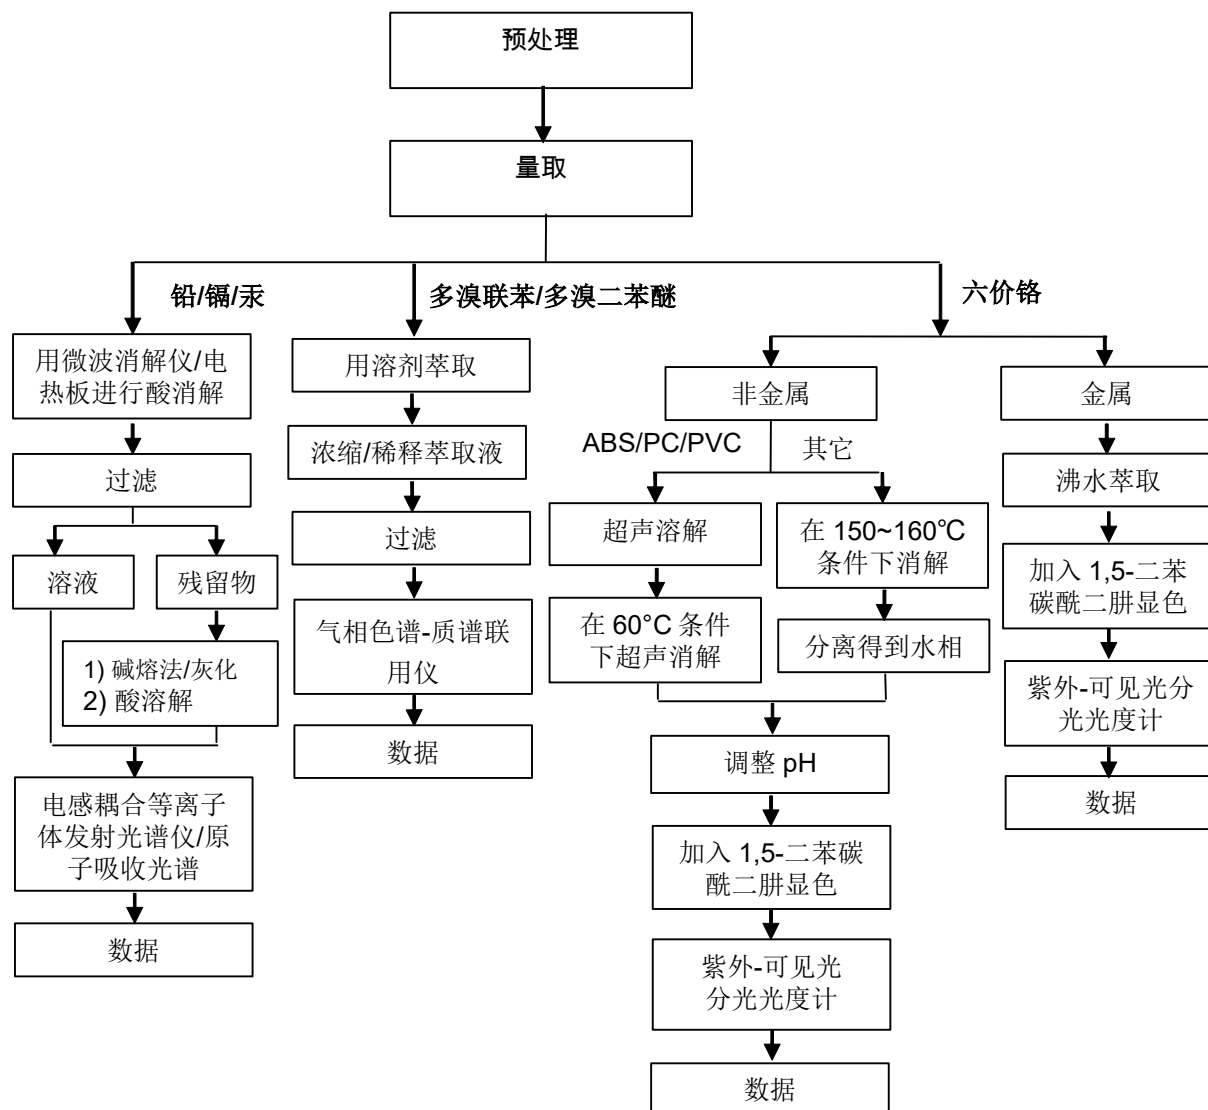 预处理
量取
铅/镉/汞
多溴联苯/多溴二苯醚
六价铬
用微波消解仪/电
热板进行酸消解
过滤
溶液
残留物
1) 碱熔法/灰化
2) 酸溶解
电感耦合等离子
体发射光谱仪/原
子吸收光谱
数据
用溶剂萃取
浓缩/稀释萃取液
过滤
气相色谱-质谱联
用仪
数据
非金属
ABS/PC/PVC
其它
超声溶解
在 60°C 条件
下超声消解
在 150~160℃
条件下消解
分离得到水相
调整 pH
加入 1,5-二苯碳
酰二肼显色
紫外-可见光
分光光度计
数据
金属
沸水萃取
加入 1,5-二苯
碳酰二肼显色
紫外-可见光分
光光度计
数据